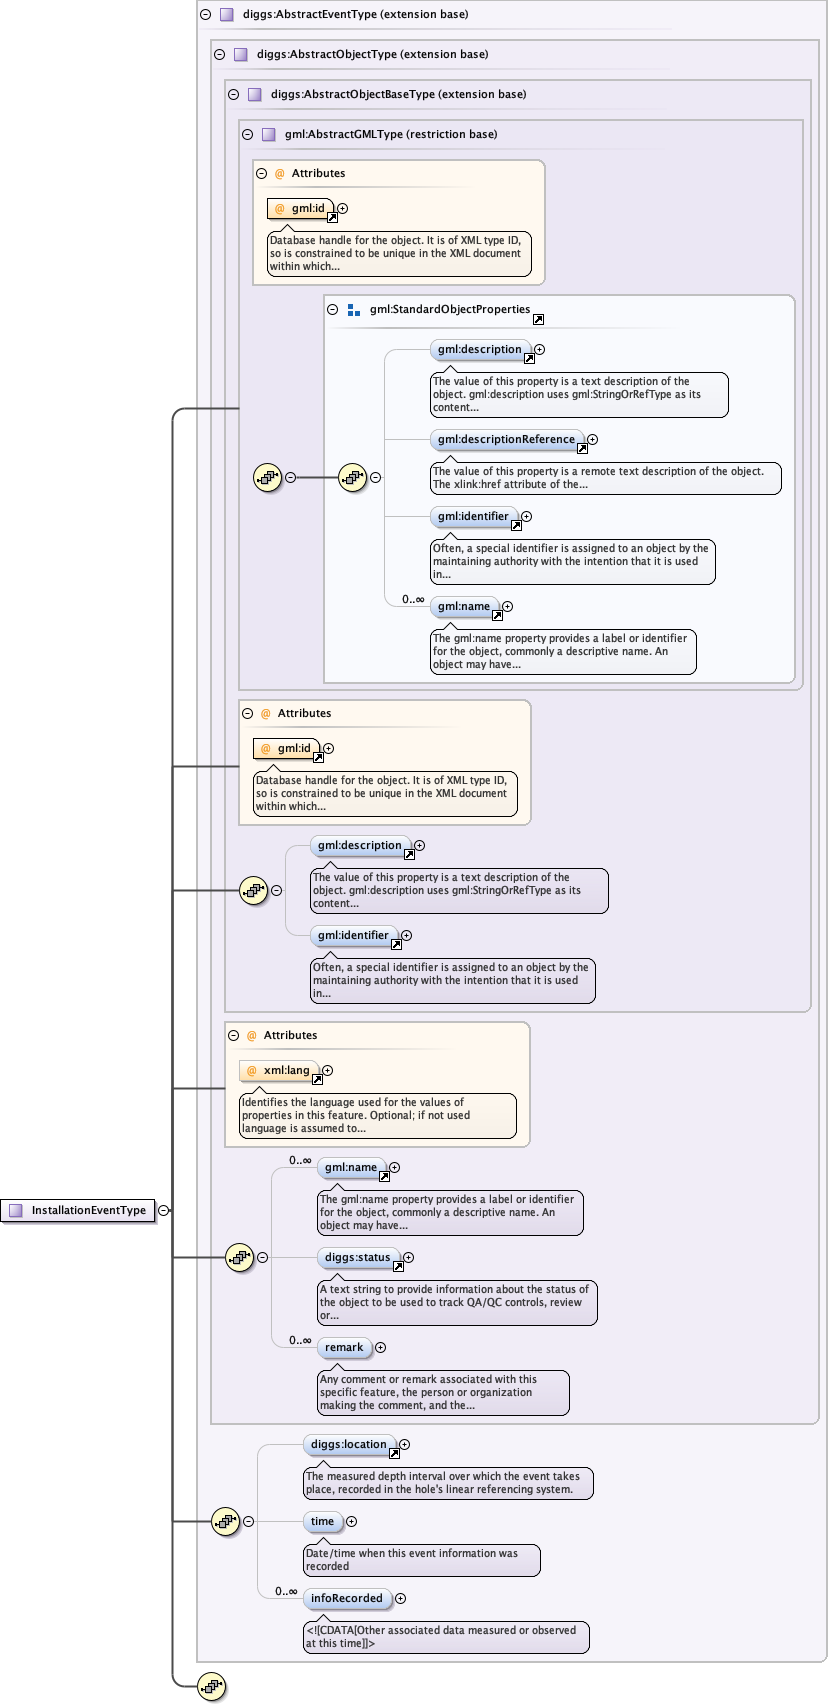 diggs:AbstractEventType (extension base)
diggs:AbstractObjectType (extension base)
diggs:AbstractObjectBaseType (extension base)
gml:AbstractGMLType (restriction base)
@ Attributes
@ gml:id
Database handle for the object. It is of XML type ID,
so is constrained to be unique in the XML document
within which...
gml:StandardObjectProperties
gml:description
The value of this property is a text description of the
object. gml:description uses gml:StringOrRefType as its
content...
gml:descriptionReference
The value of this property is a remote text description of the object.
The xlink:href attribute of the...
gml:identifier
Often, a special identifier is assigned to an object by the
maintaining authority with the intention that it is used
in...
0..∞
gml:name
The gml:name property provides a label or identifier
for the object, commonly a descriptive name. An
object may have...
@ Attributes
@ gml:id
Database handle for the object. It is of XML type ID,
so is constrained to be unique in the XML document
within which...
gml:description
The value of this property is a text description of the
object. gml:description uses gml:StringOrRefType as its
content...
gml:identifier
Often, a special identifier is assigned to an object by the
maintaining authority with the intention that it is used
in...
@ Attributes
@ xml:lang
Identifies the language used for the values of
properties in this feature. Optional; if not used
language is assumed to...
0..∞
gml:name
The gml:name property provides a label or identifier
for the object, commonly a descriptive name. An
object may have...
InstallationEventType
diggs:status
A text string to provide information about the status of
the object to be used to track QA/QC controls, review
or...
0..∞
remark
Any comment or remark associated with this
specific feature, the person or organization
making the comment, and the...
diggs:location
The measured depth interval over which the event takes
place, recorded in the hole's linear referencing system.
time
Date/time when this event information was
recorded
0..∞
infoRecorded
&lt;![CDATA[Other associated data measured or observed
at this time]]&gt;